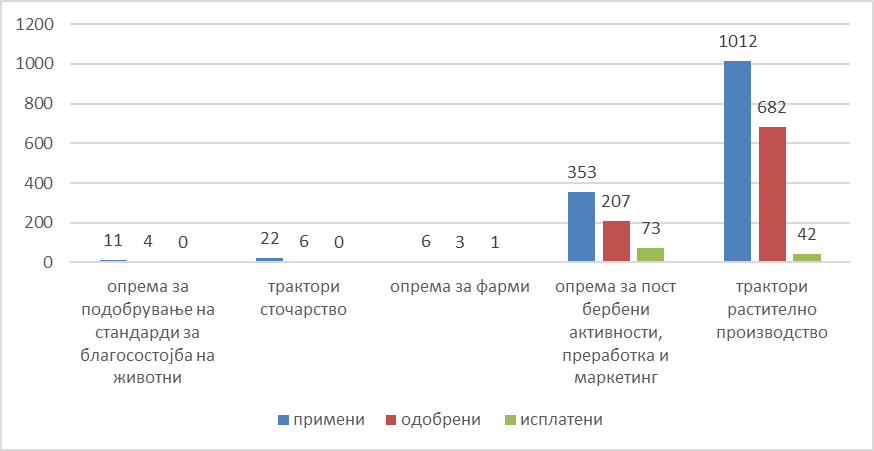 1200
1000
800
600
400
200
0
11 4 0
22 6 0
6 3 1
353 207 73
1012 682 42
опрема за
подобрување на
стандарди за
благосостојба на
животни
трактори
сточарство
опрема за фарми
опрема за пост
бербени
активности,
преработка и
маркетинг
трактори
растително
производство
примени одобрени исплатени